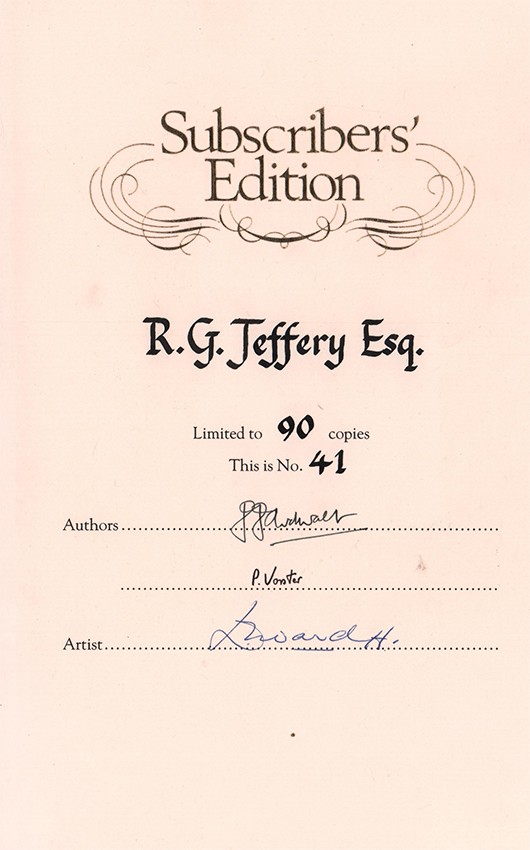 Subscribers'
Edition
R.G. Jeffery Esq.
Limited to 90 copies
This is No. 41
Authors
P. Vorster
Artist